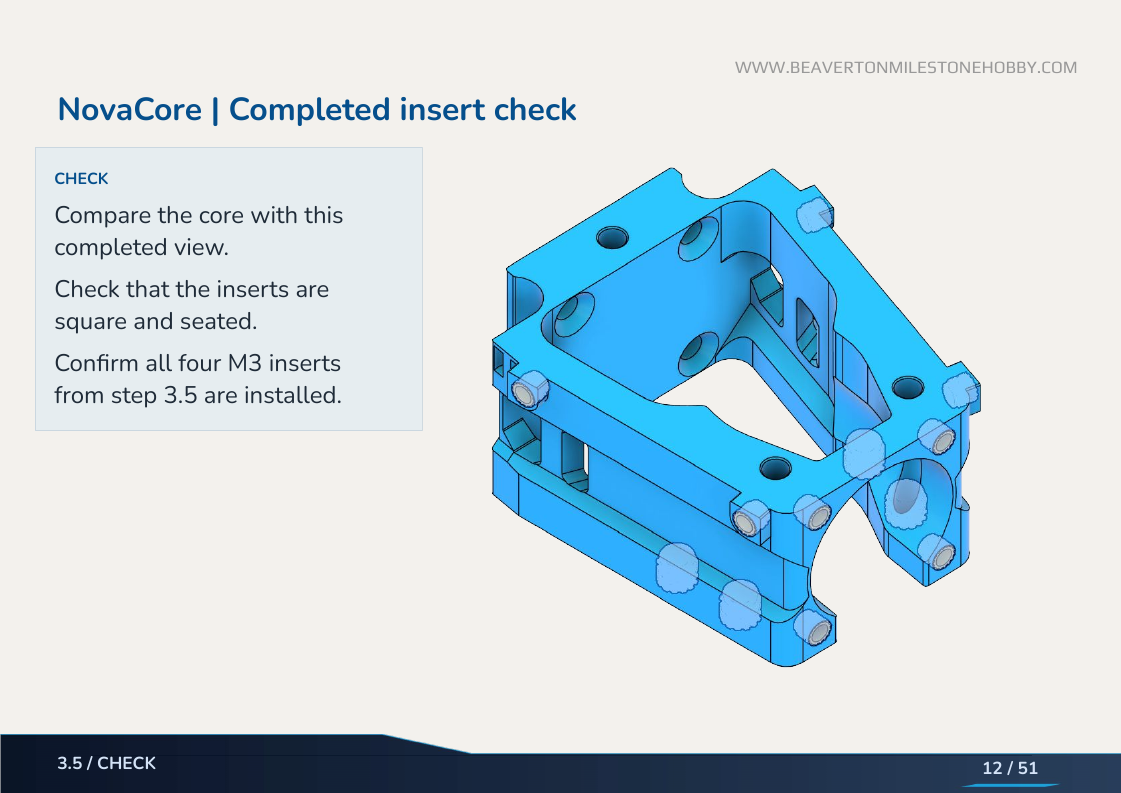 WWW.BEAVERTONMILESTONEHOBBY.COM
NovaCore | Completed insert check
CHECK
Compare the core with this
completed view.
Check that the inserts are
square and seated.
Confirm all four M3 inserts
from step 3.5 are installed.
3.5 / CHECK
12 / 51